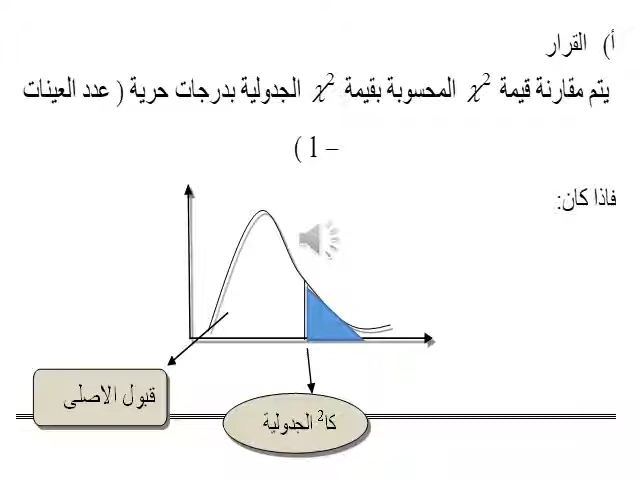 أ) القرار
يتم مقارنة قيمة χ² المحسوبة بقيمة χ² الجدولية بدرجات حرية ( عدد العينات
– 1 )
فاذا كان:
قبول الاصلى
كا² الجدولية